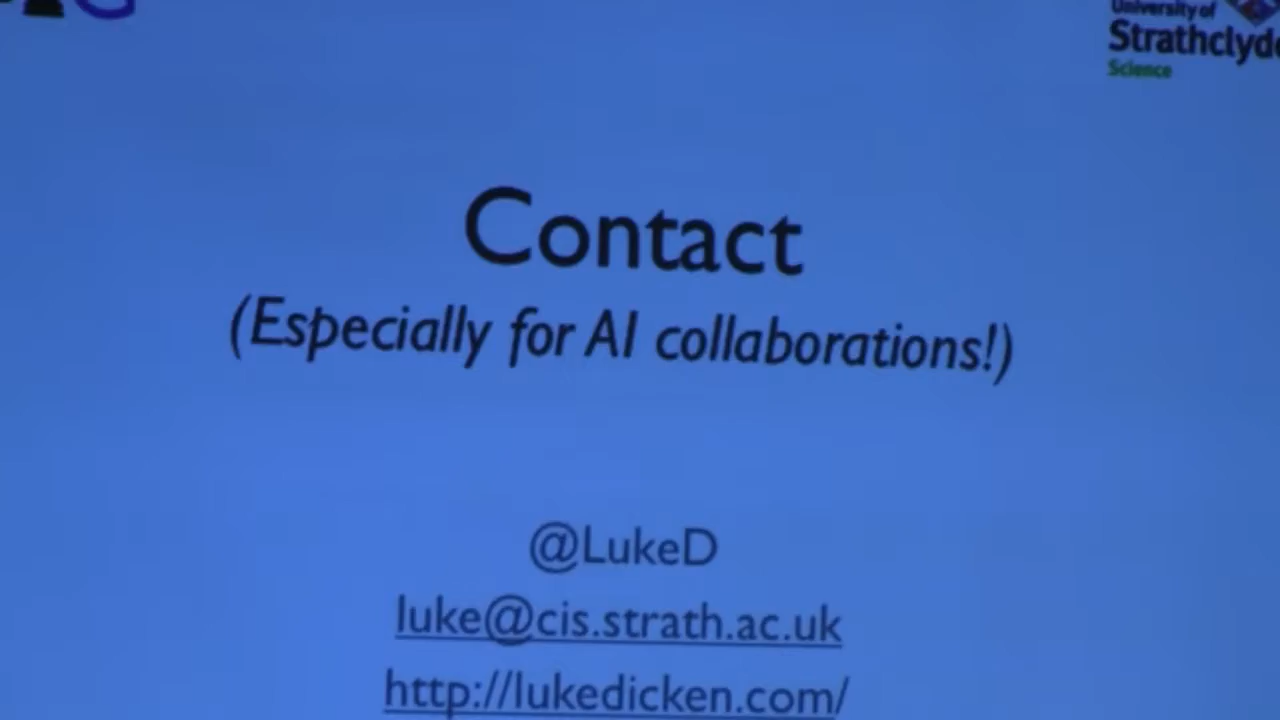 University of
Strathclyde
Science
Contact
(Especially for AI collaborations!)
@LukeD
luke@cis.strath.ac.uk
http://lukedicken.com/